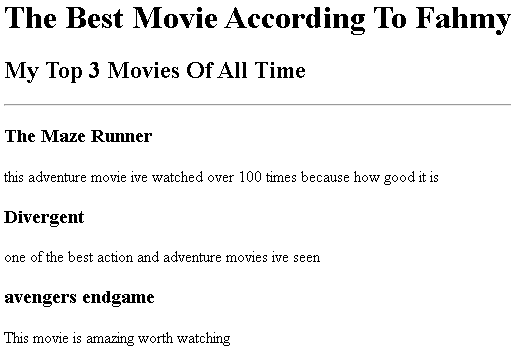 The Best Movie According To Fahmy
My Top 3 Movies Of All Time
The Maze Runner
this adventure movie ive watched over 100 times because how good it is
Divergent
one of the best action and adventure movies ive seen
avengers endgame
This movie is amazing worth watching